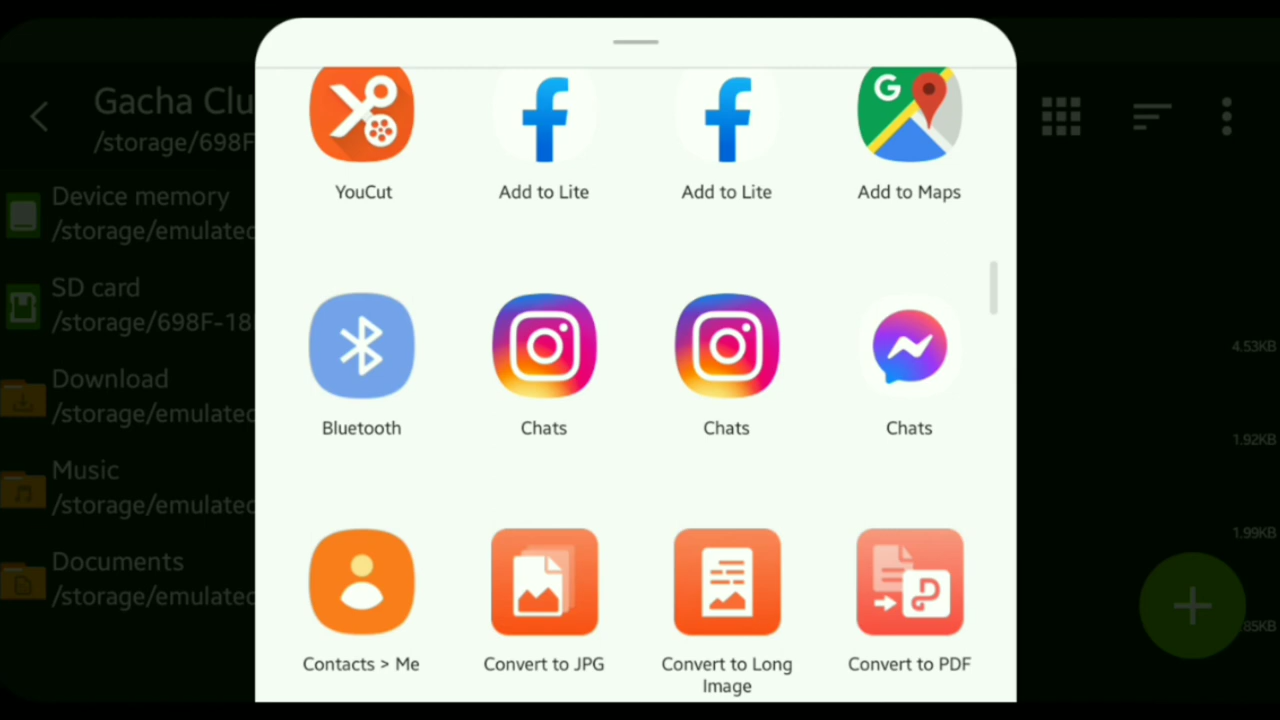 Gacha Clu
/storage/698F
Device memory
/storage/emulated
SD card
/storage/698F-18
Download
/storage/emulated
Music
/storage/emulated
Documents
/storage/emulated
YouCut
Add to Lite
Add to Lite
G
Add to Maps
Bluetooth
Chats
Chats
Chats
Contacts > Me
Convert to JPG
Convert to Long
Image
Convert to PDF
4.53KB
1.92KB
1.99KB
85KB